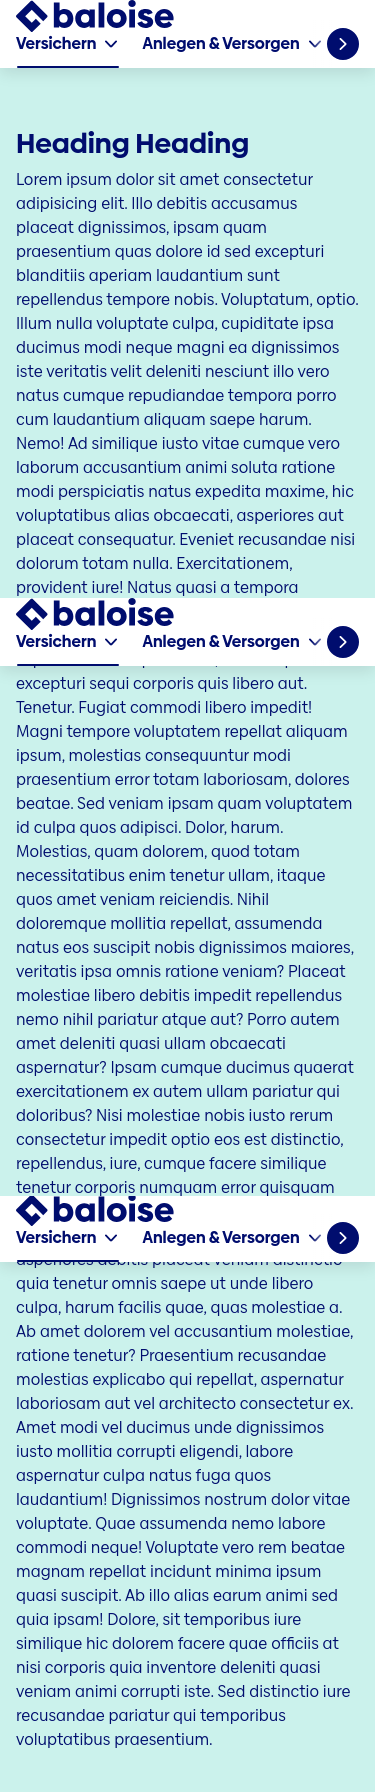 baloise
Versichern Anlegen & Versorgen
Heading Heading
Lorem ipsum dolor sit amet consectetur
adipisicing elit. Illo debitis accusamus
placeat dignissimos, ipsam quam
praesentium quas dolore id sed excepturi
blanditiis aperiam laudantium sunt
repellendus tempore nobis. Voluptatum, optio.
Illum nulla voluptate culpa, cupiditate ipsa
ducimus modi neque magni ea dignissimos
iste veritatis velit deleniti nesciunt illo vero
natus cumque repudiandae tempora porro
cum laudantium aliquam saepe harum.
Nemo! Ad similique iusto vitae cumque vero
laborum accusantium animi soluta ratione
modi perspiciatis natus expedita maxime, hic
voluptatibus alias obcaecati, asperiores aut
placeat consequatur. Eveniet recusandae nisi
dolorum totam nulla. Exercitationem,
provident iure! Natus quasi a tempora
baloise
Versichern Anlegen & Versorgen
excepturi sequi corporis quis libero aut.
Tenetur. Fugiat commodi libero impedit!
Magni tempore voluptatem repellat aliquam
ipsum, molestias consequuntur modi
praesentium error totam laboriosam, dolores
beatae. Sed veniam ipsam quam voluptatem
id culpa quos adipisci. Dolor, harum.
Molestias, quam dolorem, quod totam
necessitatibus enim tenetur ullam, itaque
quos amet veniam reiciendis. Nihil
doloremque mollitia repellat, assumenda
natus eos suscipit nobis dignissimos maiores,
veritatis ipsa omnis ratione veniam? Placeat
molestiae libero debitis impedit repellendus
nemo nihil pariatur atque aut? Porro autem
amet deleniti quasi ullam obcaecati
aspernatur? Ipsam cumque ducimus quaerat
exercitationem ex autem ullam pariatur qui
doloribus? Nisi molestiae nobis iusto rerum
consectetur impedit optio eos est distinctio,
repellendus, iure, cumque facere similique
tenetur corporis numquam error quisquam
baloise
Versichern Anlegen & Versorgen
asperiores debitis placeat veniam distinctio
quia tenetur omnis saepe ut unde libero
culpa, harum facilis quae, quas molestiae a.
Ab amet dolorem vel accusantium molestiae,
ratione tenetur? Praesentium recusandae
molestias explicabo qui repellat, aspernatur
laboriosam aut vel architecto consectetur ex.
Amet modi vel ducimus unde dignissimos
iusto mollitia corrupti eligendi, labore
aspernatur culpa natus fuga quos
laudantium! Dignissimos nostrum dolor vitae
voluptate. Quae assumenda nemo labore
commodi neque! Voluptate vero rem beatae
magnam repellat incidunt minima ipsum
quasi suscipit. Ab illo alias earum animi sed
quia ipsam! Dolore, sit temporibus iure
similique hic dolorem facere quae officiis at
nisi corporis quia inventore deleniti quasi
veniam animi corrupti iste. Sed distinctio iure
recusandae pariatur qui temporibus
voluptatibus praesentium.